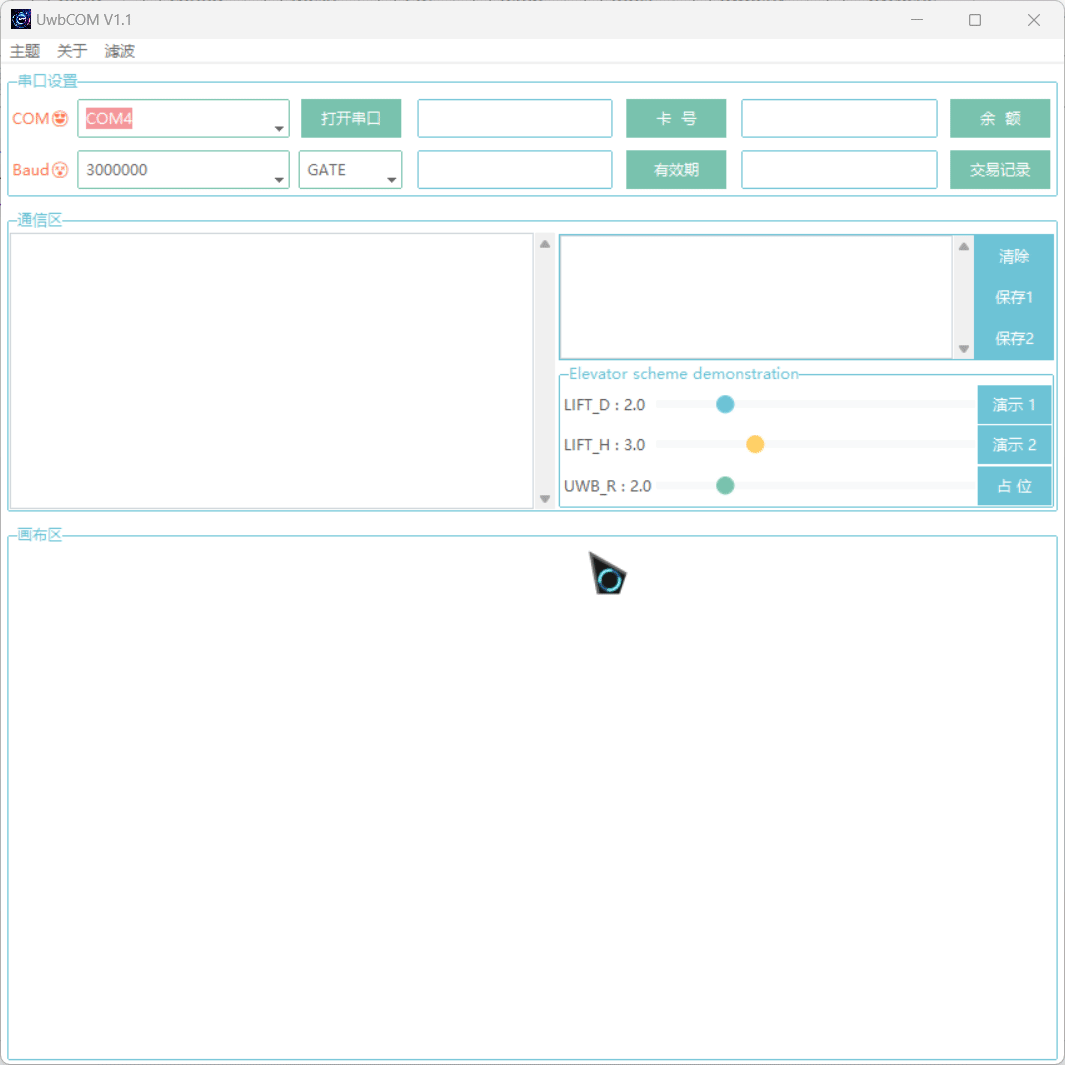 UwbCOM V1.1
主题 关于 滤波
串口设置
COM COM4 打开串口 卡 号 余 额
Baud 3000000 GATE 有效期 交易记录
通信区
清除
保存1
保存2
Elevator scheme demonstration
LIFT_D : 2.0 演示 1
LIFT_H : 3.0 演示 2
UWB_R : 2.0 占 位
画布区